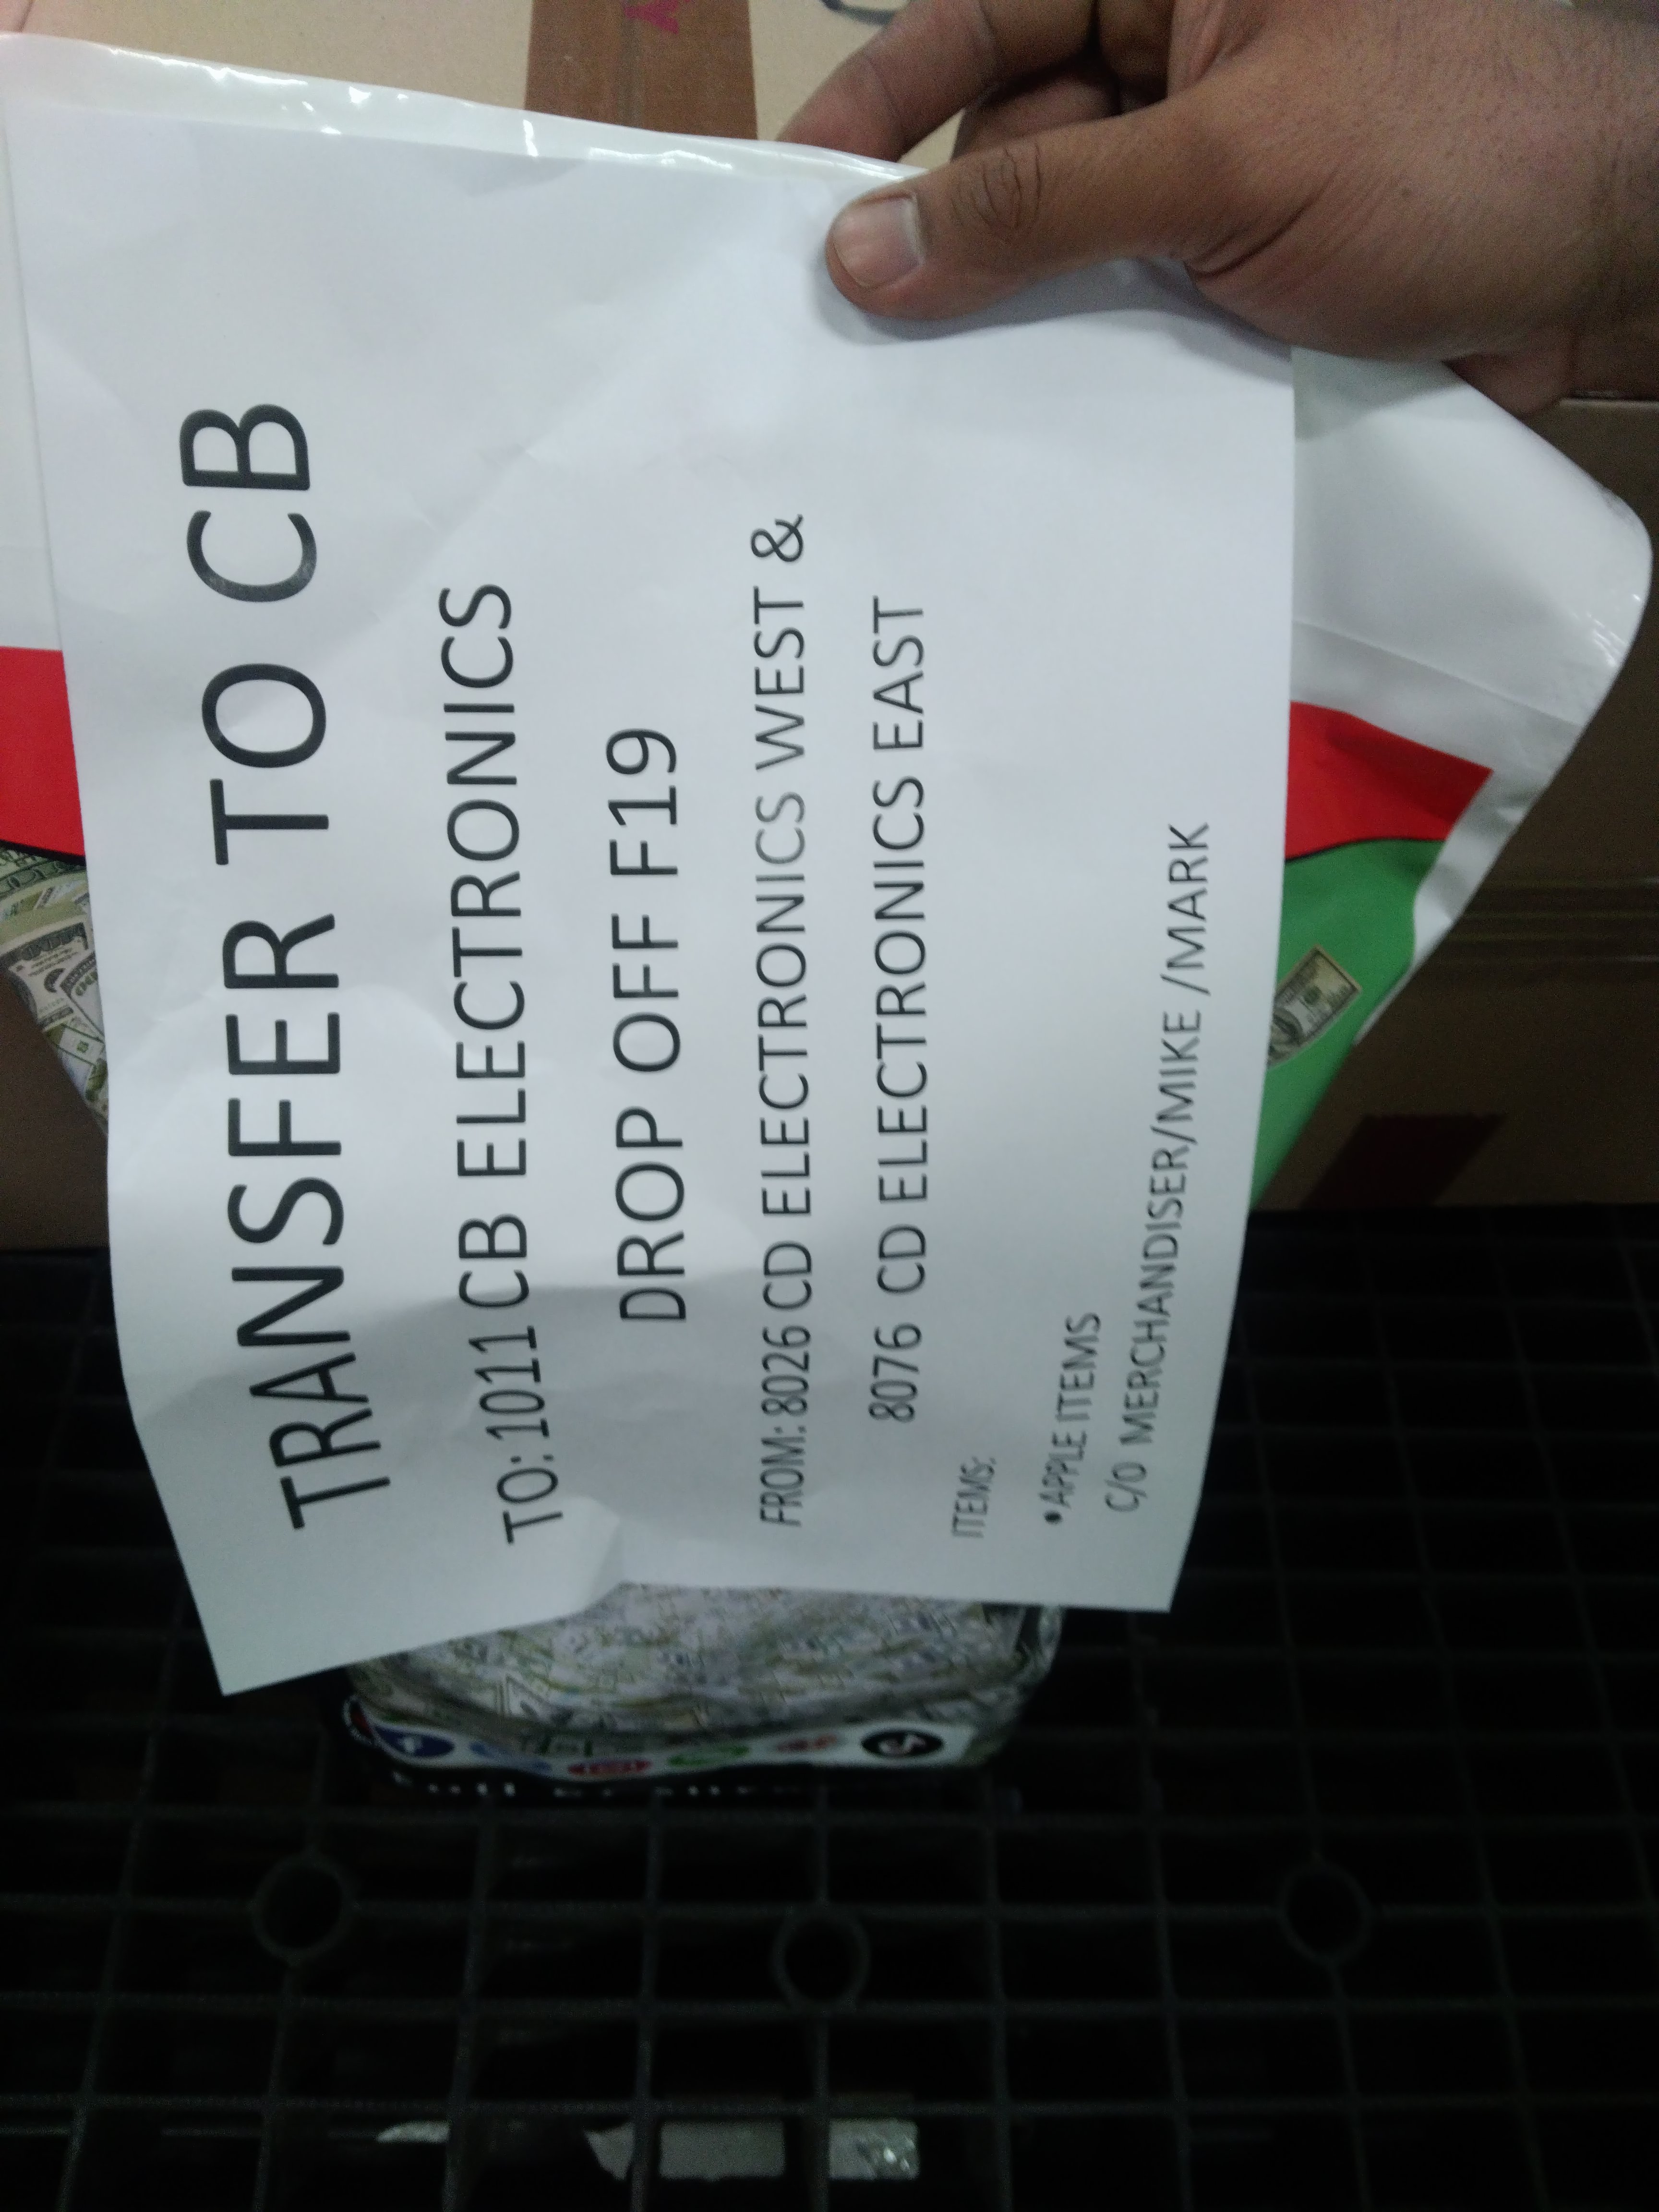 TRANSFER TO CB
TO:1011 CB ELECTRONICS
DROP OFF F19
FROM: 8026 CD ELECTRONICS WEST &
8076 CD ELECTRONICS EAST
ITEMS:
•APPLE ITEMS
C/O MERCHANDISER/MIKE /MARK